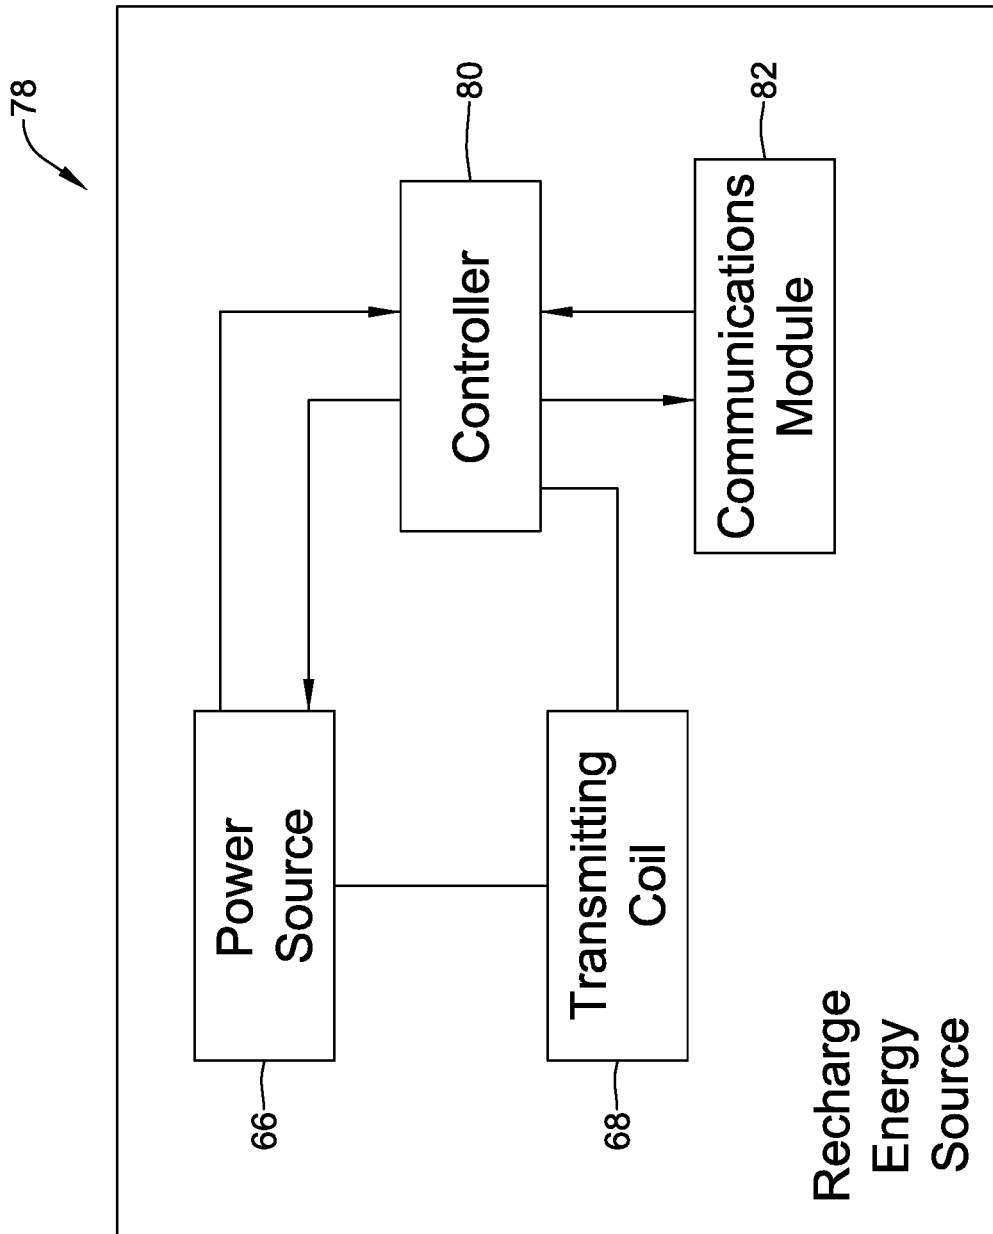 78
66
Power
Source
80
Controller
68
Transmitting
Coil
82
Communications
Module
Recharge
Energy
Source